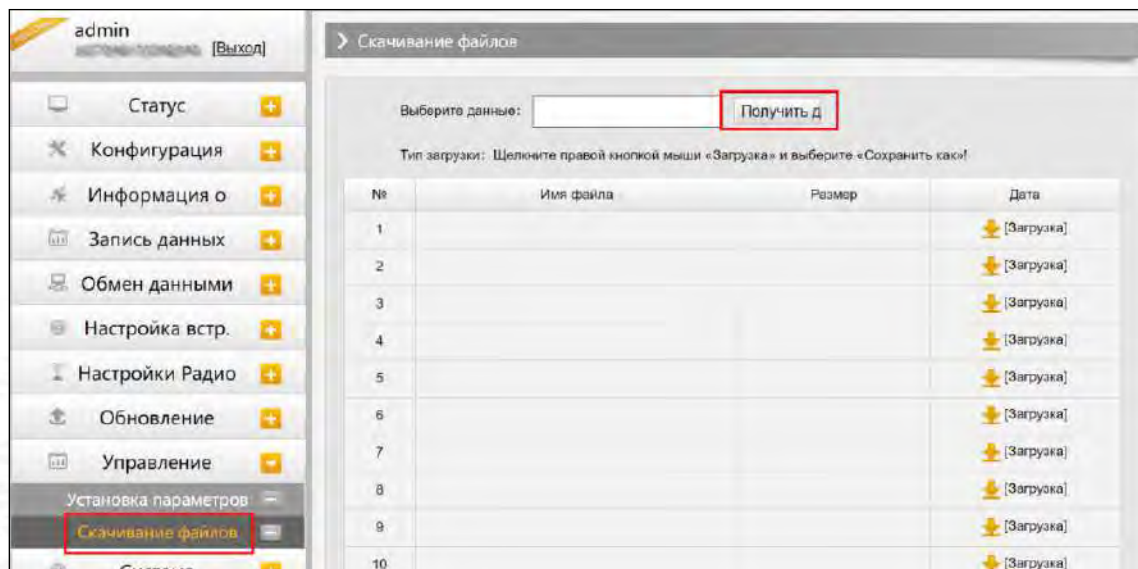 admin
[Выход]
Статус
Конфигурация
Информация о
Запись данных
Обмен данными
Настройка встр.
Настройки Радио
Обновление
Управление
Установка параметров
Скачивание файлов
Система
Скачивание файлов
Выберите данные:
Получить д
Тип загрузки: Щелкните правой кнопкой мыши «Загрузка» и выберите «Сохранить как»!
№ Имя файла Размер Дата
1 [Загрузка]
2 [Загрузка]
3 [Загрузка]
4 [Загрузка]
5 [Загрузка]
6 [Загрузка]
7 [Загрузка]
8 [Загрузка]
9 [Загрузка]
10 [Загрузка]